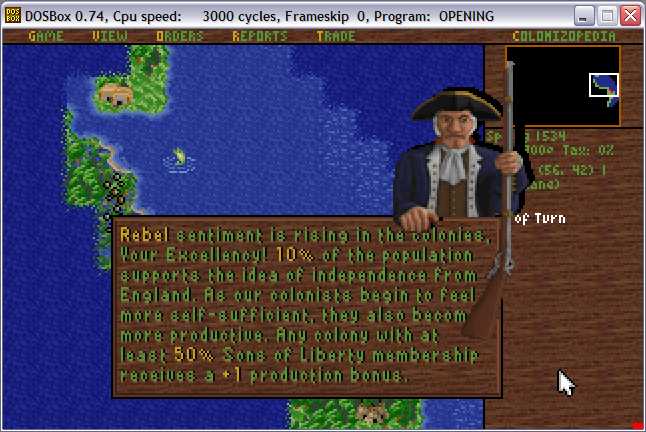 DOS BOX DOSBox 0.74, Cpu speed: 3000 cycles, Frameskip 0, Program: OPENING
GAME VIEW ORDERS REPORTS TRADE COLONIZOPEDIA
1534
Tax: 0%
(56, 42)
of Turn
Rebel sentiment is rising in the colonies,
Your Excellency! 10% of the population
supports the idea of independence from
England. As our colonists begin to feel
more self-sufficient, they also becom
more productive. Any colony with at
least 50% Sons of Liberty membership
receives a +1 production bonus.